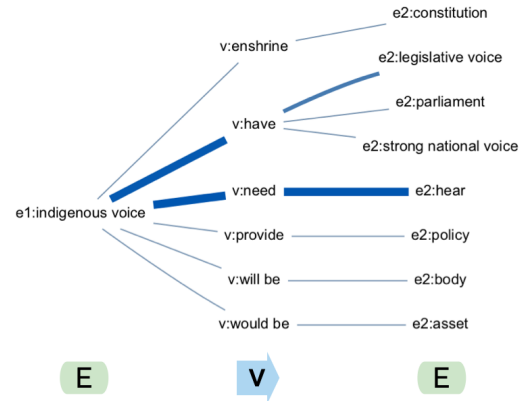 e2:constitution
v:enshrine
e2:legislative voice
v:have
e2:parliament
e2:strong national voice
v:need
e2:hear
e1:indigenous voice
v:provide
e2:policy
v:will be
e2:body
v:would be
e2:asset
E
V
E